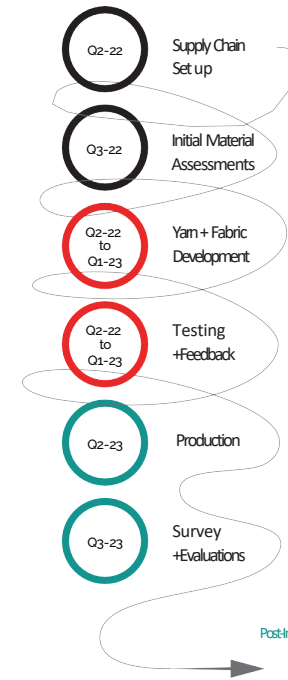 Q2-22
Supply Chain
Set up
Q3-22
Initial Material
Assessments
Q2-22
to
Q1-23
Yarn + Fabric
Development
Q2-22
to
Q1-23
Testing
+Feedback
Q2-23
Production
Q3-23
Survey
+Evaluations